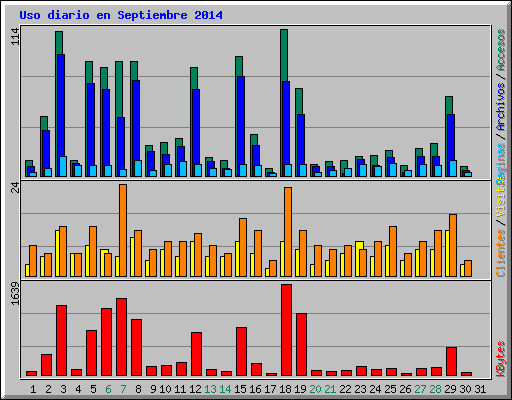 Uso diario en Septiembre 2014
114
24
1639
Clientes / Visitas
Paginas / Archivos / Accesos
KBytes
1 2 3 4 5 6 7 8 9 10 11 12 13 14 15 16 17 18 19 20 21 22 23 24 25 26 27 28 29 30 31